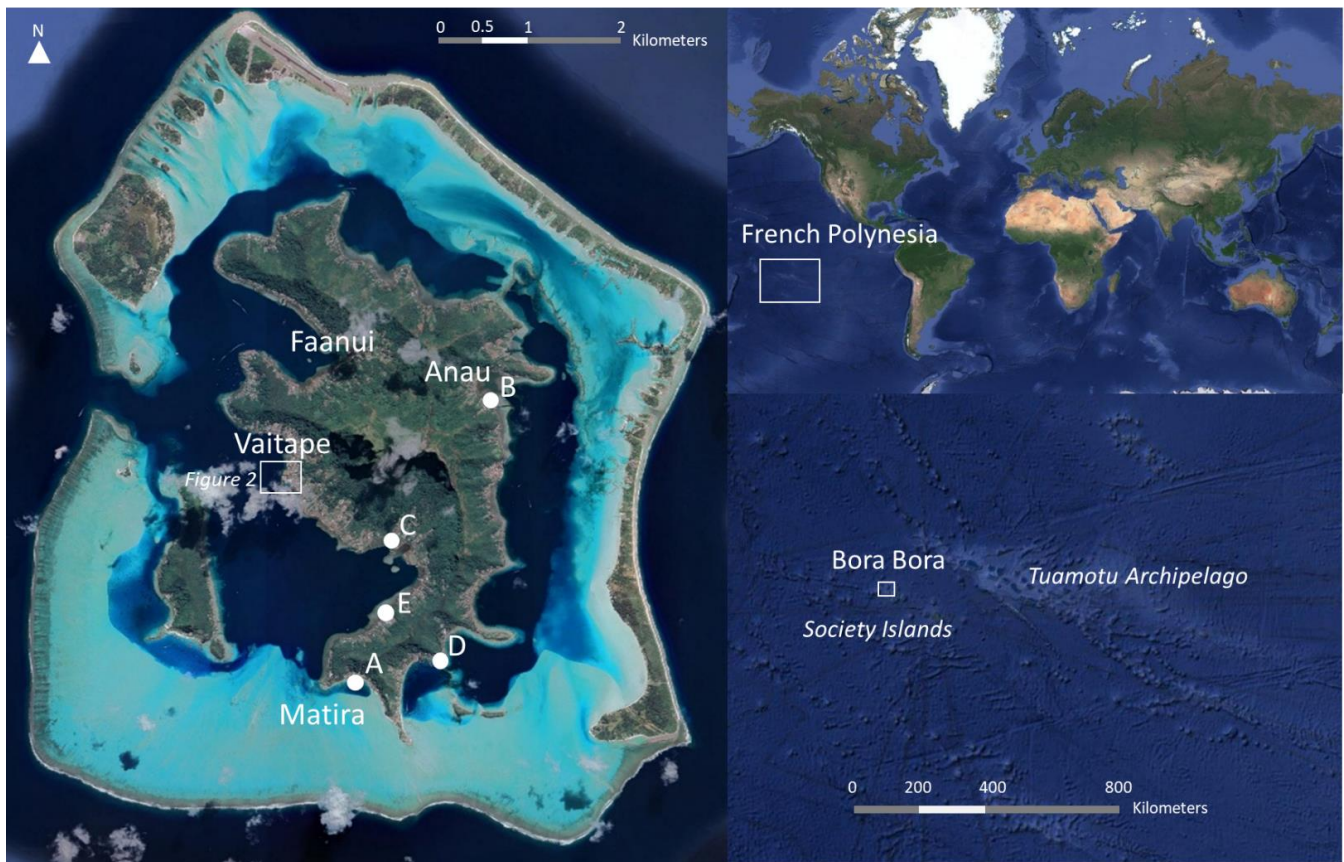 N
0 0.5 1 2
Kilometers
Faanui
Anau
B
Vaitape
Figure 2
C
E
D
A
Matira
French Polynesia
Bora Bora
Tuamotu Archipelago
Society Islands
0 200 400 800
Kilometers